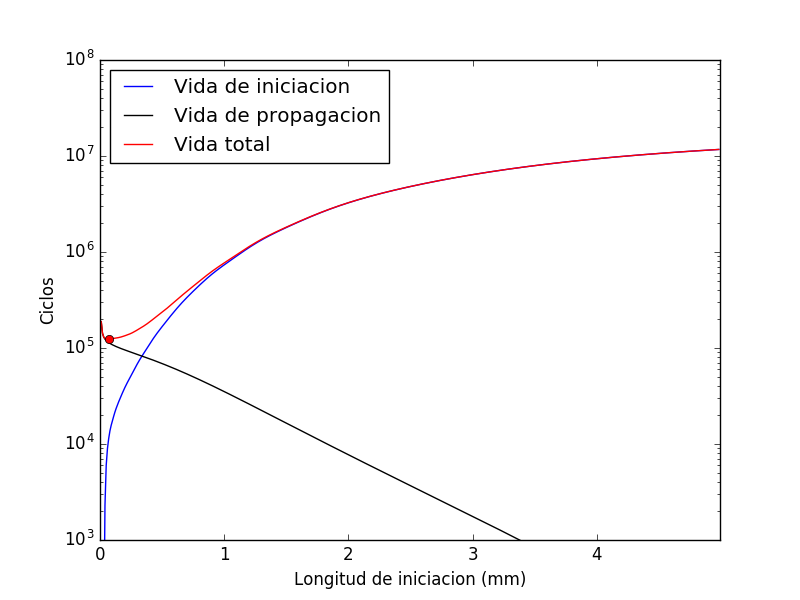 10^8
10^7
10^6
10^5
10^4
10^3
Ciclos
Vida de iniciacion
Vida de propagacion
Vida total
0 1 2 3 4
Longitud de iniciacion (mm)